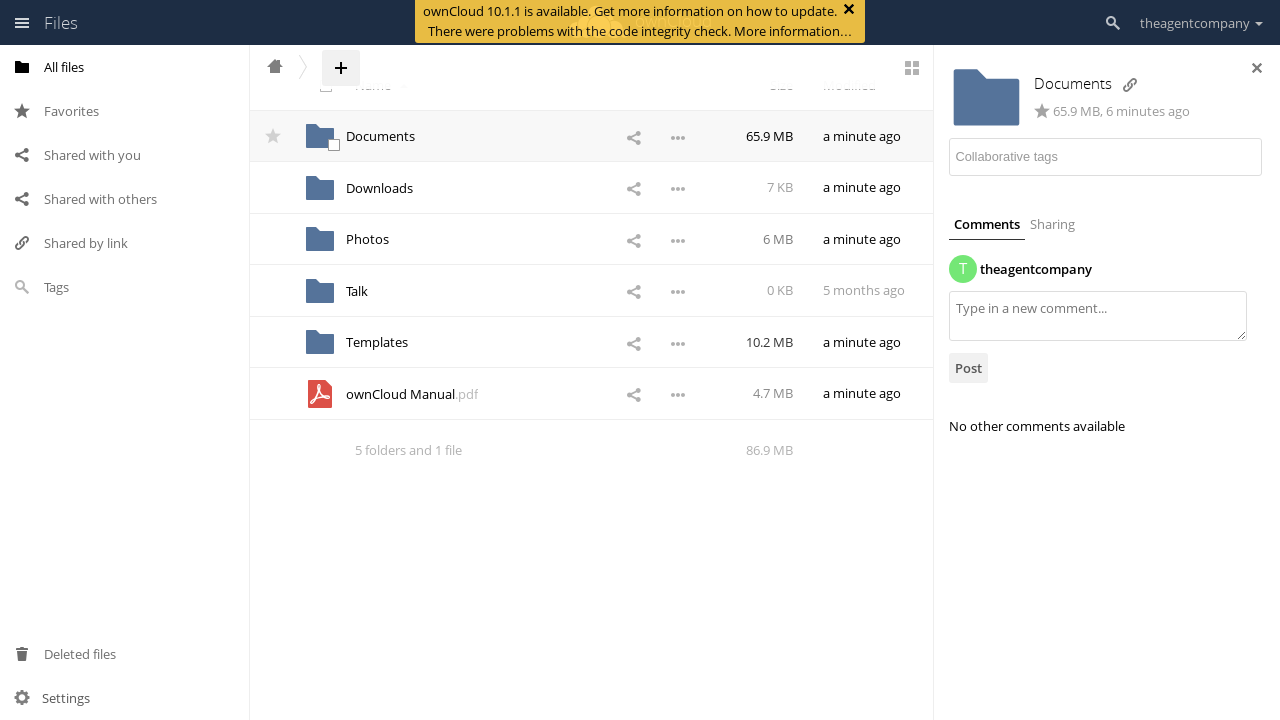 Files
ownCloud 10.1.1 is available. Get more information on how to update.
There were problems with the code integrity check. More information…
theagentcompany
All files
Favorites
Shared with you
Shared with others
Shared by link
Tags
Deleted files
Settings
Name
Size
Modified
Documents
65.9 MB
a minute ago
Downloads
7 KB
a minute ago
Photos
6 MB
a minute ago
Talk
0 KB
5 months ago
Templates
10.2 MB
a minute ago
ownCloud Manual.pdf
4.7 MB
a minute ago
5 folders and 1 file
86.9 MB
Documents
65.9 MB, 6 minutes ago
Collaborative tags
Comments
Sharing
T
theagentcompany
Type in a new comment...
Post
No other comments available